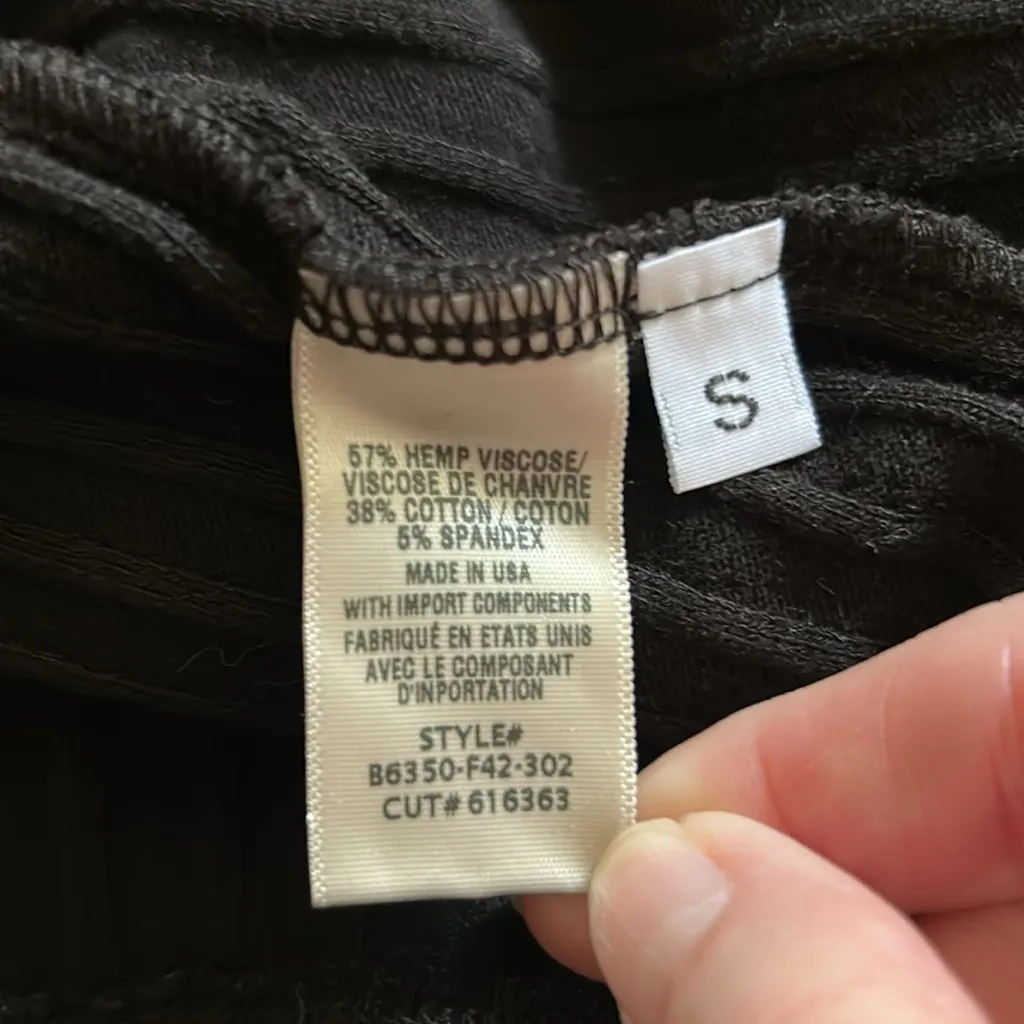 57% HEMP VISCOSE/
VISCOSE DE CHANVRE
38% COTTON / COTON
5% SPANDEX
MADE IN USA
WITH IMPORT COMPONENTS
FABRIQUÉ EN ETATS UNIS
AVEC LE COMPOSANT
D'INPORTATION
STYLE#
B6350-F42-302
CUT# 616363
S